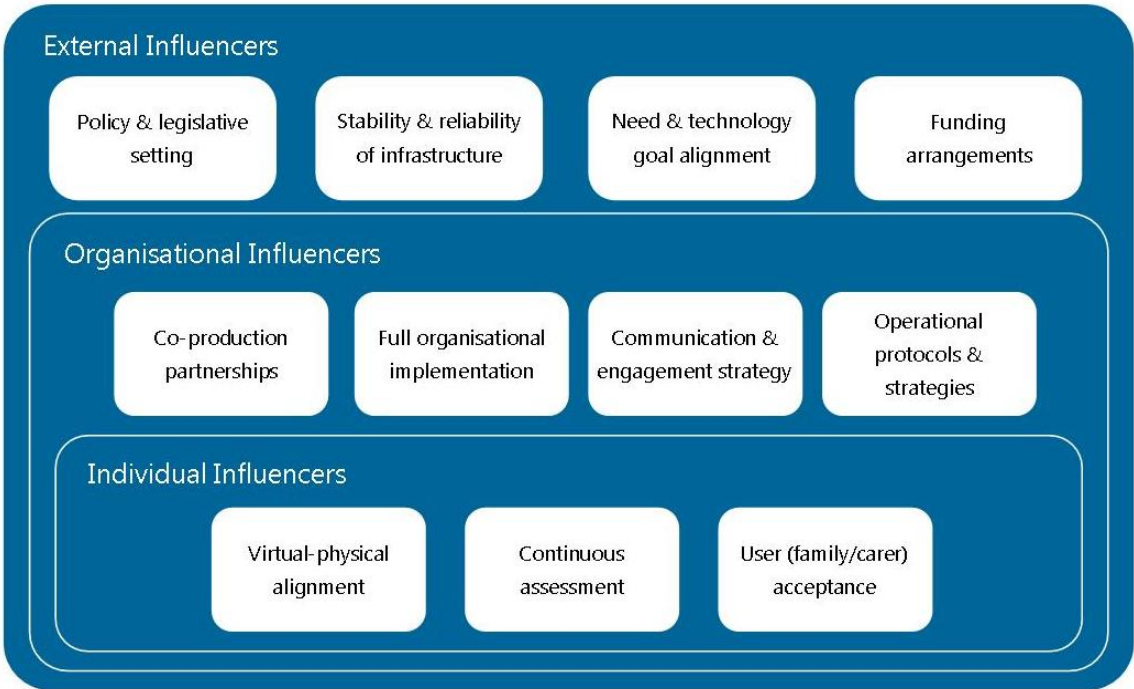 External Influencers
Policy & legislative
setting
Stability & reliability
of infrastructure
Need & technology
goal alignment
Funding
arrangements
Organisational Influencers
Co-production
partnerships
Full organisational
implementation
Communication &
engagement strategy
Operational
protocols &
strategies
Individual Influencers
Virtual-physical
alignment
Continuous
assessment
User (family/carer)
acceptance